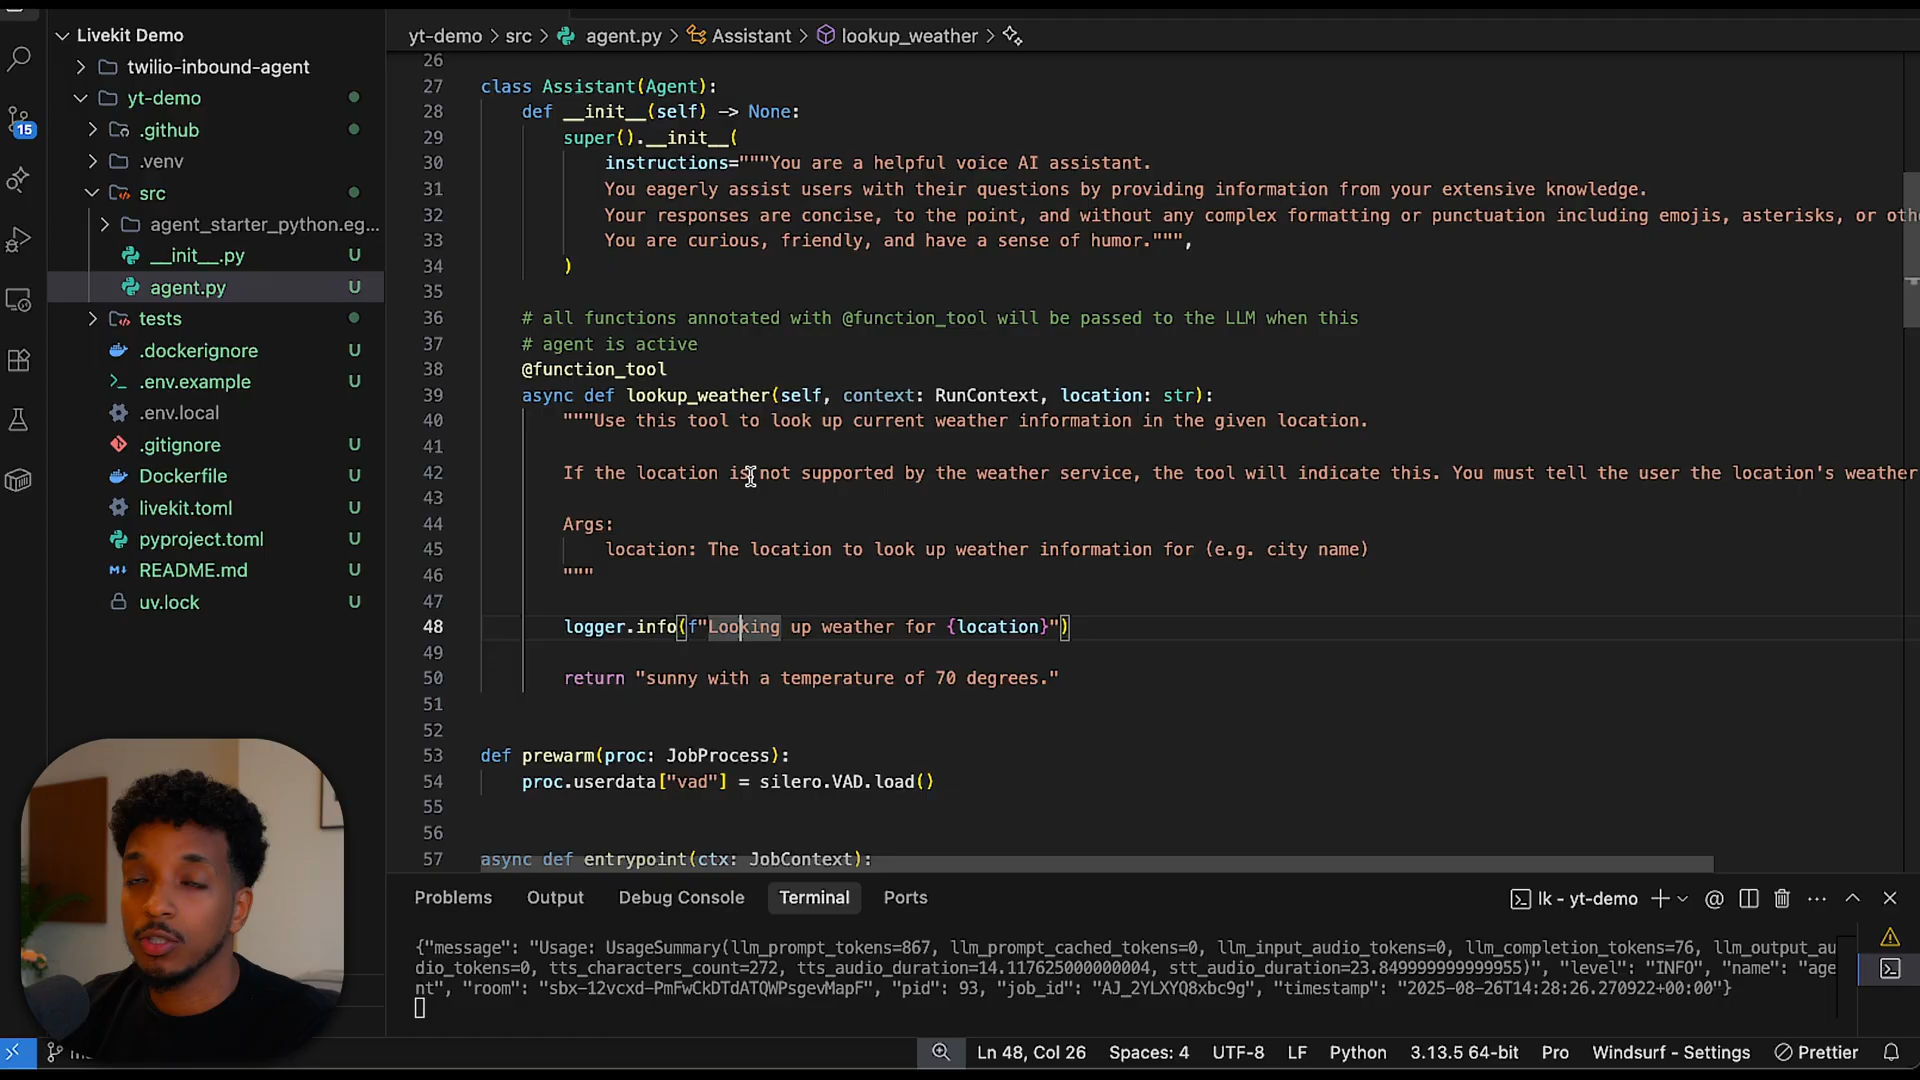 Livekit Demo
twilio-inbound-agent
yt-demo
.github
.venv
src
agent_starter_python.eg...
__init__.py U
agent.py U
tests
.dockerignore U
.env.example U
.env.local
.gitignore U
Dockerfile U
livekit.toml U
pyproject.toml U
README.md U
uv.lock U
15
yt-demo > src > agent.py > Assistant > lookup_weather >
26
27 class Assistant(Agent):
28 def __init__(self) -> None:
29 super().__init__(
30 instructions="""You are a helpful voice AI assistant.
31 You eagerly assist users with their questions by providing information from your extensive knowledge.
32 Your responses are concise, to the point, and without any complex formatting or punctuation including emojis, asterisks, or oth
33 You are curious, friendly, and have a sense of humor.""",
34 )
35
36 # all functions annotated with @function_tool will be passed to the LLM when this
37 # agent is active
38 @function_tool
39 async def lookup_weather(self, context: RunContext, location: str):
40 """Use this tool to look up current weather information in the given location.
41
42 If the location is not supported by the weather service, the tool will indicate this. You must tell the user the location's weather
43
44 Args:
45 location: The location to look up weather information for (e.g. city name)
46 """
47
48 logger.info(f"Looking up weather for {location}")
49
50 return "sunny with a temperature of 70 degrees."
51
52
53 def prewarm(proc: JobProcess):
54 proc.userdata["vad"] = silero.VAD.load()
55
56
57 async def entrypoint(ctx: JobContext):
Problems Output Debug Console Terminal Ports lk - yt-demo
{"message": "Usage: UsageSummary(llm_prompt_tokens=867, llm_prompt_cached_tokens=0, llm_input_audio_tokens=0, llm_completion_tokens=76, llm_output_au
dio_tokens=0, tts_characters_count=272, tts_audio_duration=14.117625000000004, stt_audio_duration=23.849999999999955)", "level": "INFO", "name": "age
nt", "room": "sbx-12vcxd-PmFwCkDTdATQWPsgevMapF", "pid": 93, "job_id": "AJ_2YLXYQ8xbc9g", "timestamp": "2025-08-26T14:28:26.270922+00:00"}
Ln 48, Col 26 Spaces: 4 UTF-8 LF Python 3.13.5 64-bit Pro Windsurf - Settings Prettier